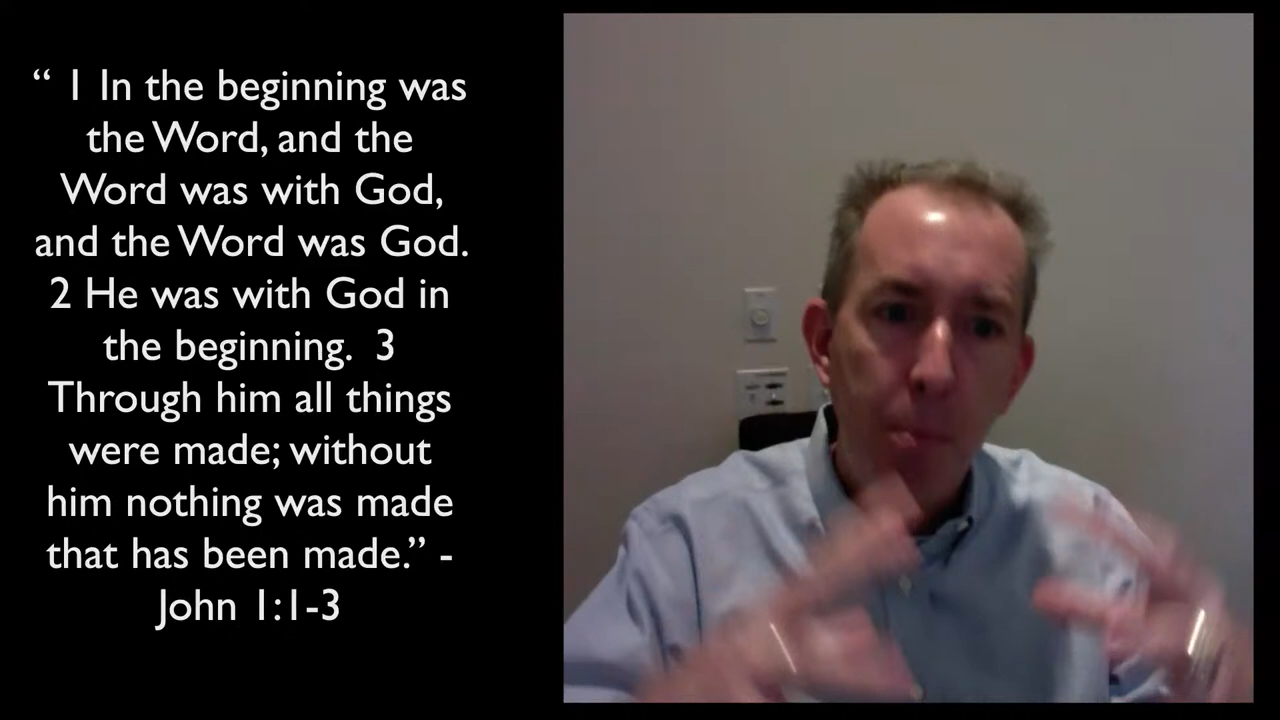 “ 1 In the beginning was
the Word, and the
Word was with God,
and the Word was God.
2 He was with God in
the beginning.  3
Through him all things
were made; without
him nothing was made
that has been made.” -
John 1:1-3